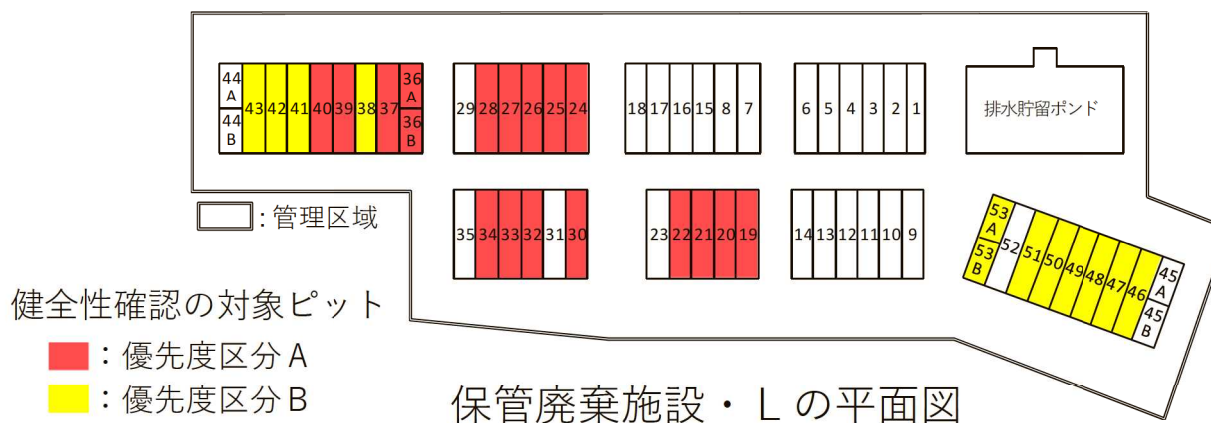 44 A
44 B
43 42 41 40 39 38 37
36 A
36 B
29 28 27 26 25 24
18 17 16 15 8 7
6 5 4 3 2 1
排水貯留ポンド
35 34 33 32 31 30
23 22 21 20 19
14 13 12 11 10 9
53 A
53 B
52 51 50 49 48 47 46
45 A
45 B
：管理区域
健全性確認の対象ピット
：優先度区分A
：優先度区分B
保管廃棄施設・Lの平面図